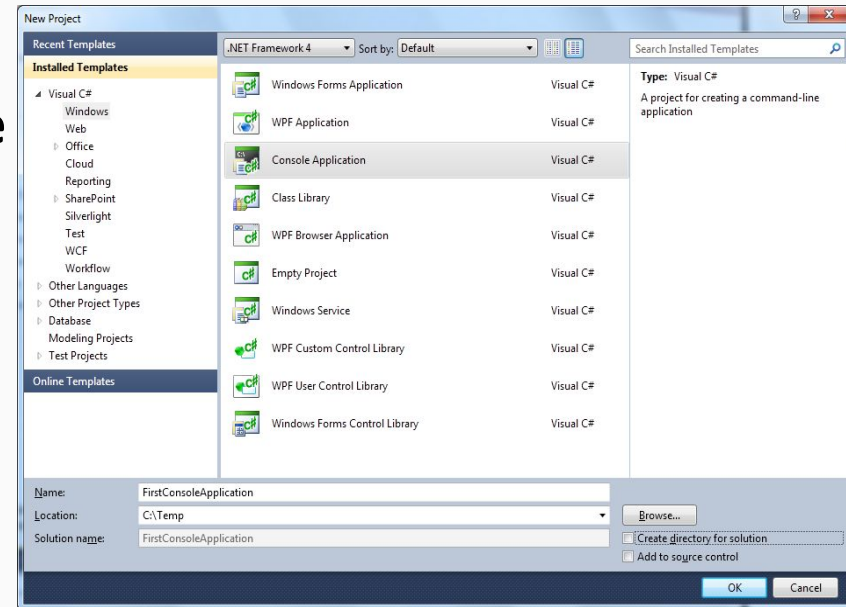 New Project
Recent Templates
Installed Templates
Visual C#
Windows
Web
Office
Cloud
Reporting
SharePoint
Silverlight
Test
WCF
Workflow
Other Languages
Other Project Types
Database
Modeling Projects
Test Projects
Online Templates
.NET Framework 4 Sort by: Default
Windows Forms Application Visual C#
WPF Application Visual C#
Console Application Visual C#
Class Library Visual C#
WPF Browser Application Visual C#
Empty Project Visual C#
Windows Service Visual C#
WPF Custom Control Library Visual C#
WPF User Control Library Visual C#
Windows Forms Control Library Visual C#
Search Installed Templates
Type: Visual C#
A project for creating a command-line
application
Name: FirstConsoleApplication
Location: C:\Temp Browse...
Solution name: FirstConsoleApplication
Create directory for solution
Add to source control
OK Cancel
e